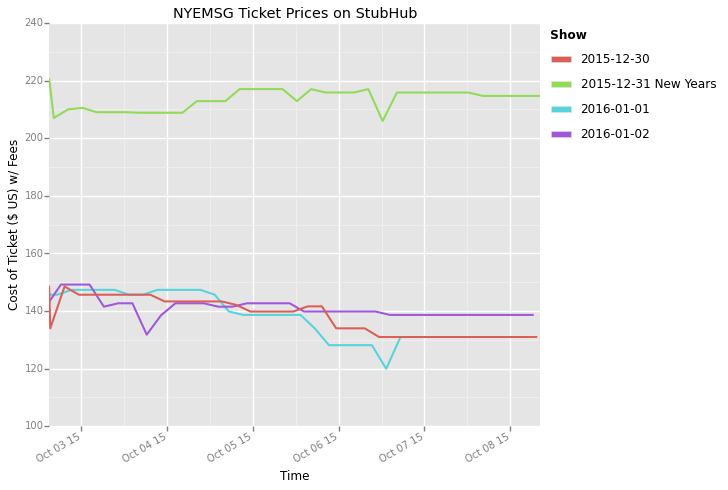 NYEMSG Ticket Prices on StubHub
Cost of Ticket ($ US) w/ Fees
240
220
200
180
160
140
120
100
Oct 03 15
Oct 04 15
Oct 05 15
Oct 06 15
Oct 07 15
Oct 08 15
Time
Show
2015-12-30
2015-12-31 New Years
2016-01-01
2016-01-02